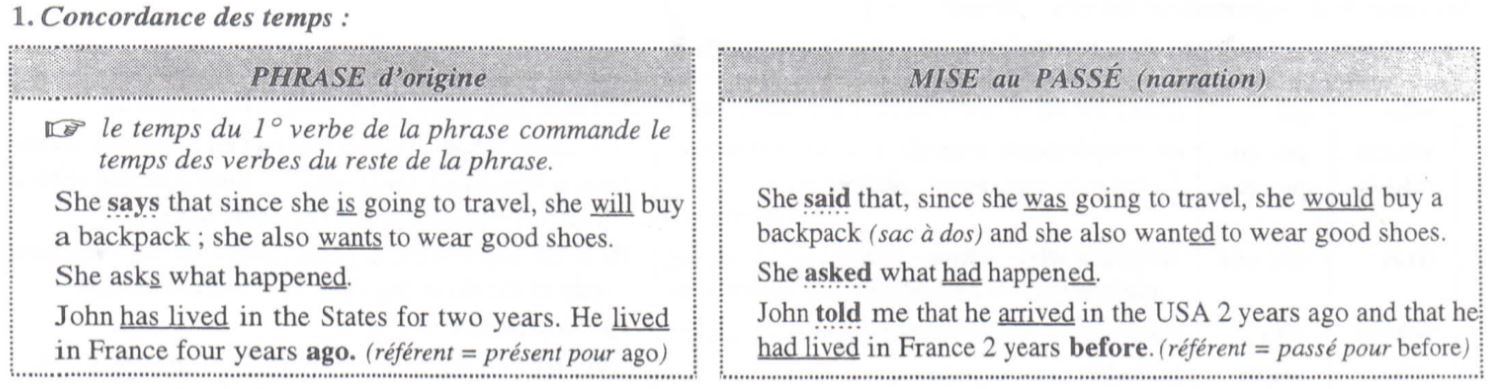 1. Concordance des temps :
PHRASE d'origine
☞ le temps du 1° verbe de la phrase commande le
temps des verbes du reste de la phrase.
She says that since she is going to travel, she will buy
a backpack ; she also wants to wear good shoes.
She asks what happened.
John has lived in the States for two years. He lived
in France four years ago. (référent = présent pour ago)
MISE au PASSÉ (narration)
She said that, since she was going to travel, she would buy a
backpack (sac à dos) and she also wanted to wear good shoes.
She asked what had happened.
John told me that he arrived in the USA 2 years ago and that he
had lived in France 2 years before. (référent = passé pour before)